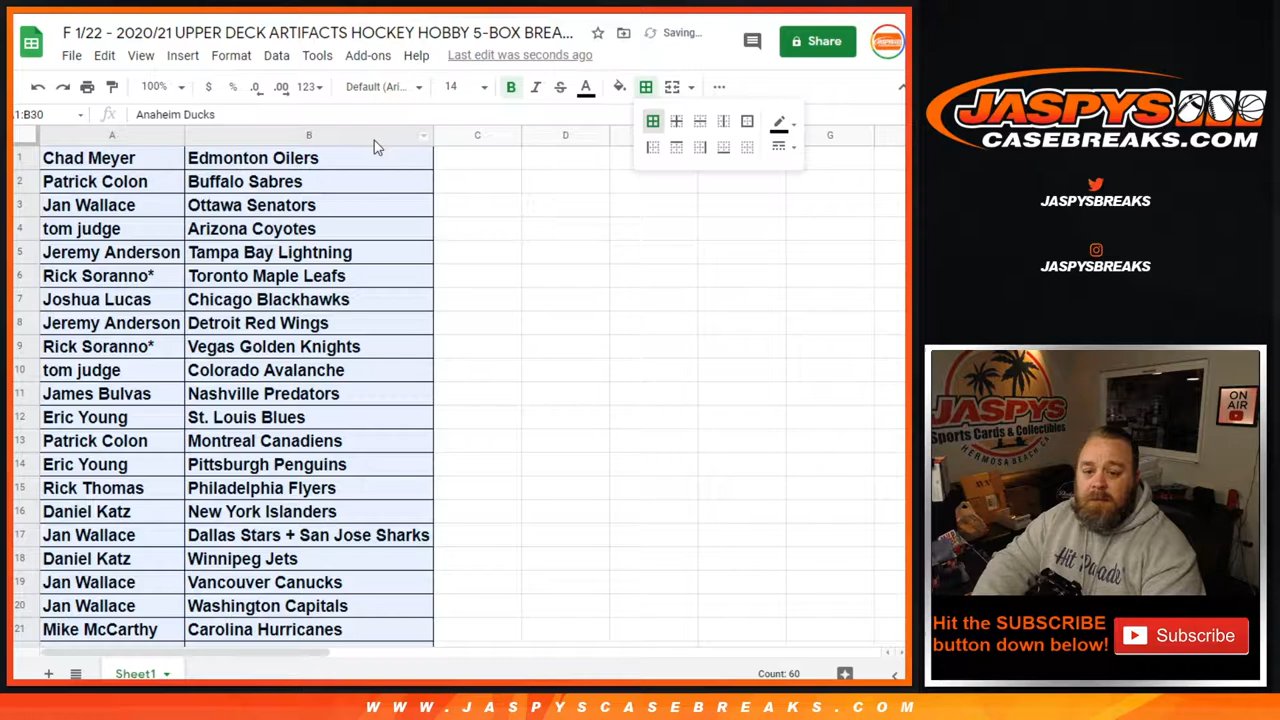 F 1/22 - 2020/21 UPPER DECK ARTIFACTS HOCKEY HOBBY 5-BOX BREA...
Saving...
Share
File Edit View Insert Format Data Tools Add-ons Help Last edit was seconds ago
100% $ % .0 .00 123 Default (Ari... 14 B I S A
1:B30 fx Anaheim Ducks
A B C D G
1 Chad Meyer Edmonton Oilers
2 Patrick Colon Buffalo Sabres
3 Jan Wallace Ottawa Senators
4 tom judge Arizona Coyotes
5 Jeremy Anderson Tampa Bay Lightning
6 Rick Soranno* Toronto Maple Leafs
7 Joshua Lucas Chicago Blackhawks
8 Jeremy Anderson Detroit Red Wings
9 Rick Soranno* Vegas Golden Knights
10 tom judge Colorado Avalanche
11 James Bulvas Nashville Predators
12 Eric Young St. Louis Blues
13 Patrick Colon Montreal Canadiens
14 Eric Young Pittsburgh Penguins
15 Rick Thomas Philadelphia Flyers
16 Daniel Katz New York Islanders
17 Jan Wallace Dallas Stars + San Jose Sharks
18 Daniel Katz Winnipeg Jets
19 Jan Wallace Vancouver Canucks
20 Jan Wallace Washington Capitals
21 Mike McCarthy Carolina Hurricanes
Sheet1
Count: 60
JASPYS
CASEBREAKS.COM
JASPYSBREAKS
JASPYSBREAKS
JASPYS
Sports Cards & Collectibles
HERMOSA BEACH CA
ON
AIR
Hit Parade
Hit the SUBSCRIBE
button down below!
Subscribe
WWW.JASPYSCASEBREAKS.COM